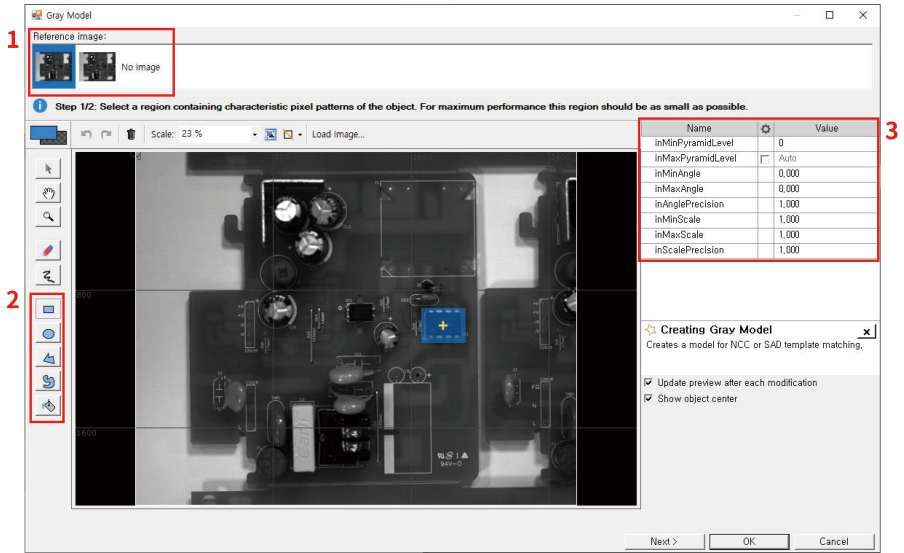 Gray Model
1
Reference image:
No image
Step 1/2: Select a region containing characteristic pixel patterns of the object. For maximum performance this region should be as small as possible.
Scale: 23 % Load Image...
3
Name Value
inMinPyramidLevel 0
inMaxPyramidLevel Auto
inMinAngle 0,000
inMaxAngle 0,000
inAnglePrecision 1,000
inMinScale 1,000
inMaxScale 1,000
inScalePrecision 1,000
2
800
1600
94V-0
Creating Gray Model
Creates a model for NCC or SAD template matching,
Update preview after each modification
Show object center
Next > OK Cancel